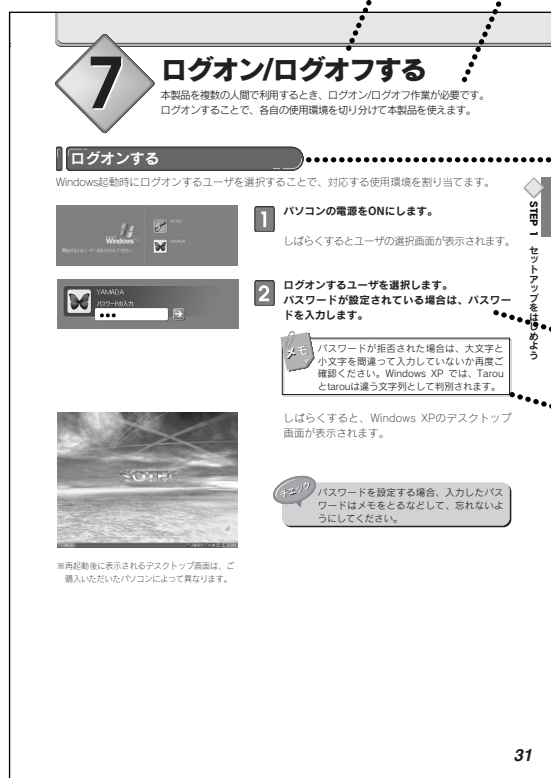 7
ログオン/ログオフする
本製品を複数の人間で利用するとき、ログオン/ログオフ作業が必要です。
ログオンすることで、各自の使用環境を切り分けて本製品を使えます。
ログオンする
Windows起動時にログオンするユーザを選択することで、対応する使用環境を割り当てます。
Windows
YAMADA
パスワードの入力
1
パソコンの電源をONにします。
しばらくするとユーザの選択画面が表示されます。
2
ログオンするユーザを選択します。
パスワードが設定されている場合は、パスワー
ドを入力します。
メモ
パスワードが拒否された場合は、大文字と
小文字を間違って入力していないか再度ご
確認ください。Windows XP では、Tarou
とtarouは違う文字列として判別されます。
しばらくすると、Windows XPのデスクトップ
画面が表示されます。
SOTEC
チェック
パスワードを設定する場合、入力したパス
ワードはメモをとるなどして、忘れないよ
うにしてください。
※再起動後に表示されるデスクトップ画面は、ご
購入いただいたパソコンによって異なります。
STEP 1 セットアップをはじめよう
31